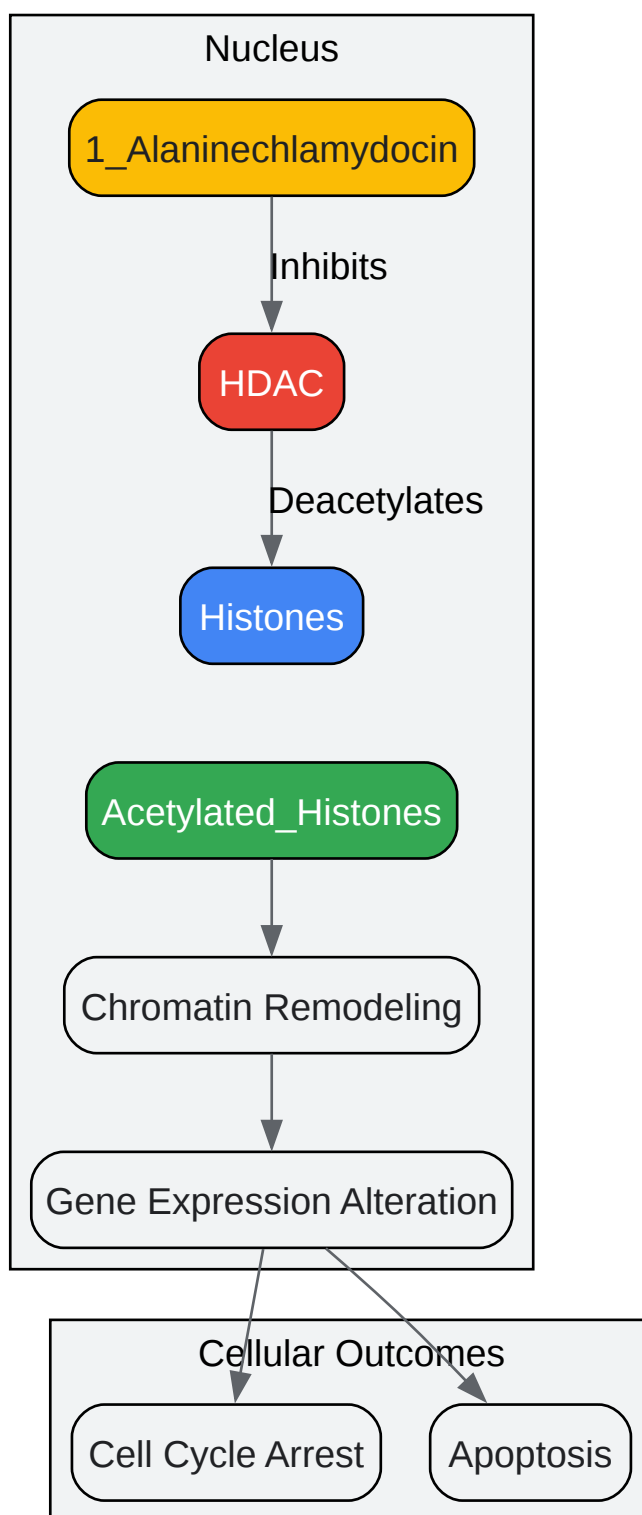 Nucleus
1_Alaninechlamydocin
Inhibits
HDAC
Deacetylates
Histones
Acetylated_Histones
Chromatin Remodeling
Gene Expression Alteration
Cellular Outcomes
Cell Cycle Arrest
Apoptosis